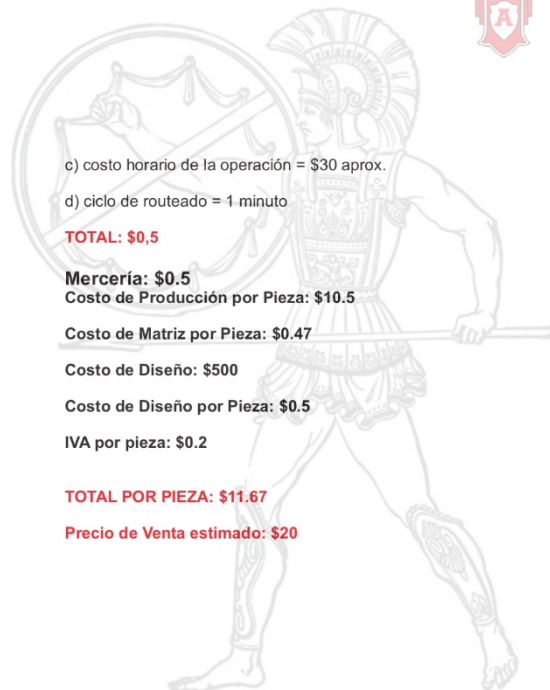 A
c) costo horario de la operación = $30 aprox.
d) ciclo de routeado = 1 minuto
TOTAL: $0,5
Mercería: $0.5
Costo de Producción por Pieza: $10.5
Costo de Matriz por Pieza: $0.47
Costo de Diseño: $500
Costo de Diseño por Pieza: $0.5
IVA por pieza: $0.2
TOTAL POR PIEZA: $11.67
Precio de Venta estimado: $20